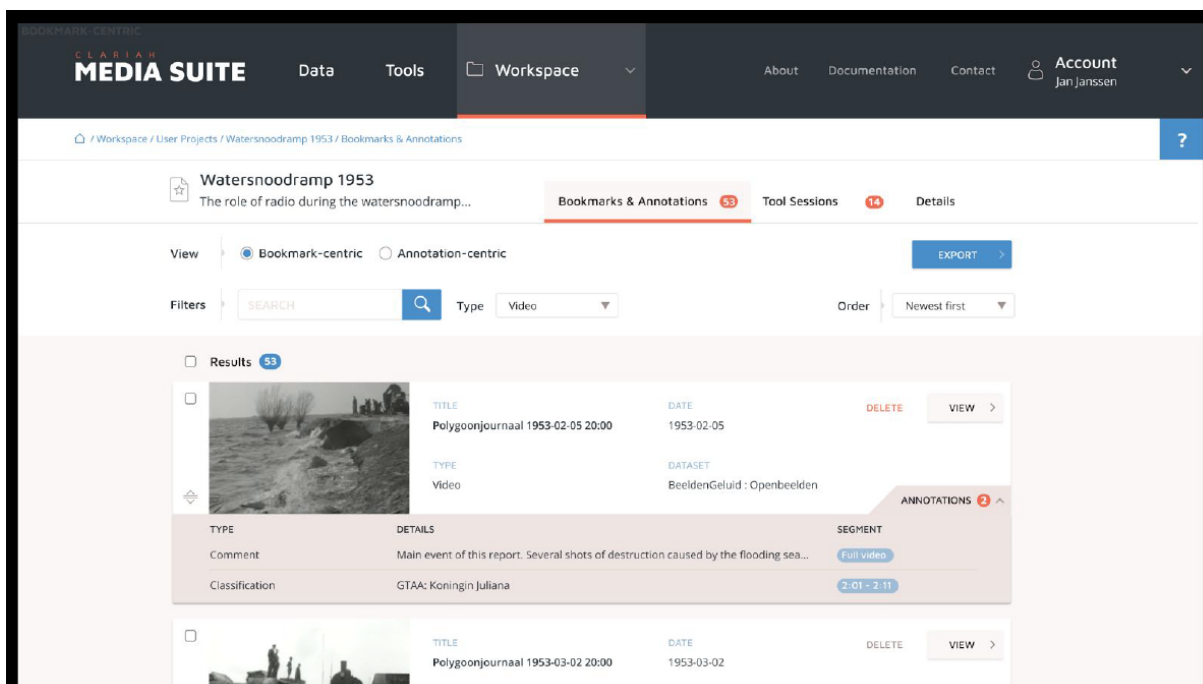 BOOKMARK-CENTRIC
CLARIAH
MEDIA SUITE
Data
Tools
Workspace
About
Documentation
Contact
Account
Jan Janssen
/ Workspace / User Projects / Watersnoodramp 1953 / Bookmarks & Annotations
?
Watersnoodramp 1953
The role of radio during the watersnoodramp...
Bookmarks & Annotations 53
Tool Sessions 14
Details
View
Bookmark-centric
Annotation-centric
EXPORT
Filters
SEARCH
Type
Video
Order
Newest first
Results 53
TITLE
Polygoonjournaal 1953-02-05 20:00
DATE
1953-02-05
DELETE
VIEW
TYPE
Video
DATASET
BeeldenGeluid : Openbeelden
ANNOTATIONS 2
TYPE DETAILS SEGMENT
Comment Main event of this report. Several shots of destruction caused by the flooding sea... Full video
Classification GTAA: Koningin Juliana 2:01 - 2:11
TITLE
Polygoonjournaal 1953-03-02 20:00
DATE
1953-03-02
DELETE
VIEW